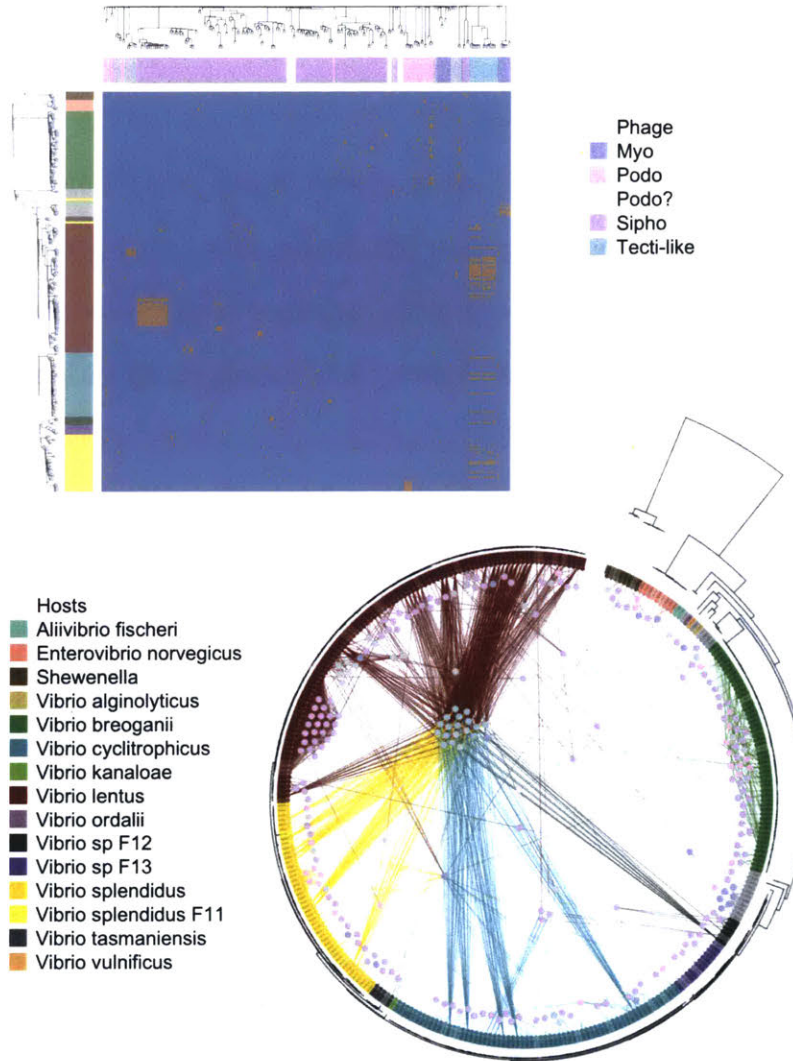 Phage
Myo
Podo
Podo?
Sipho
Tecti-like
Hosts
Aliivibrio fischeri
Enterovibrio norvegicus
Shewenella
Vibrio alginolyticus
Vibrio breoganii
Vibrio cyclitrophicus
Vibrio kanaloae
Vibrio lentus
Vibrio ordalii
Vibrio sp F12
Vibrio sp F13
Vibrio splendidus
Vibrio splendidus F11
Vibrio tasmaniensis
Vibrio vulnificus